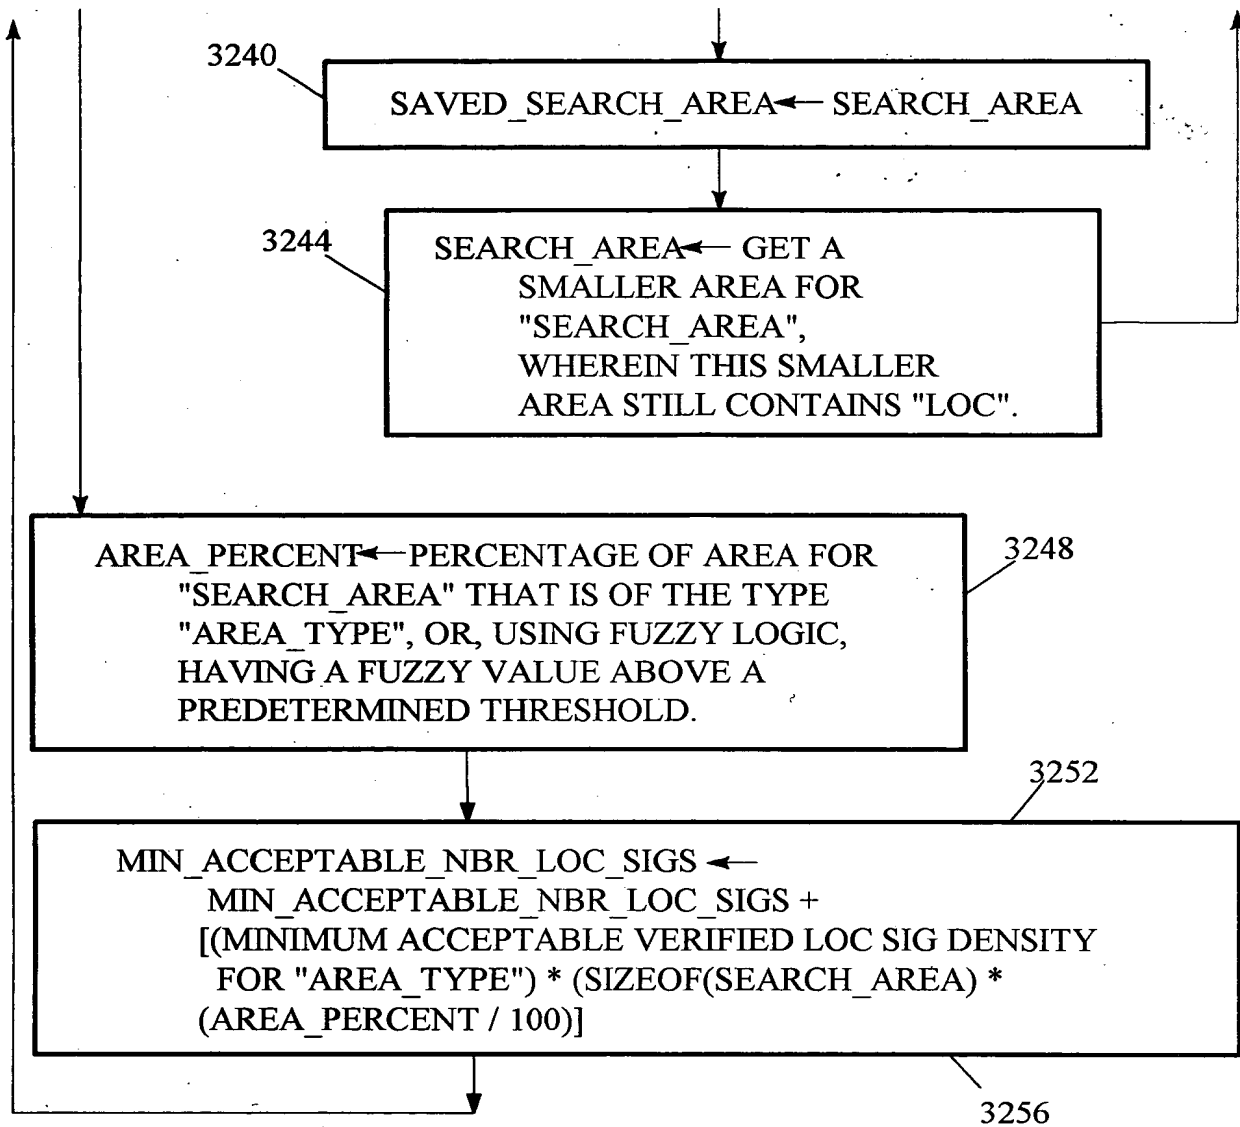 3240
SAVED_SEARCH_AREA← SEARCH_AREA
3244
SEARCH_AREA← GET A
SMALLER AREA FOR
"SEARCH_AREA",
WHEREIN THIS SMALLER
AREA STILL CONTAINS "LOC".
3248
AREA_PERCENT←PERCENTAGE OF AREA FOR
"SEARCH_AREA" THAT IS OF THE TYPE
"AREA_TYPE", OR, USING FUZZY LOGIC,
HAVING A FUZZY VALUE ABOVE A
PREDETERMINED THRESHOLD.
3252
MIN_ACCEPTABLE_NBR_LOC_SIGS ←
MIN_ACCEPTABLE_NBR_LOC_SIGS +
[(MINIMUM ACCEPTABLE VERIFIED LOC SIG DENSITY
FOR "AREA_TYPE") * (SIZEOF(SEARCH_AREA) *
(AREA_PERCENT / 100)]
3256